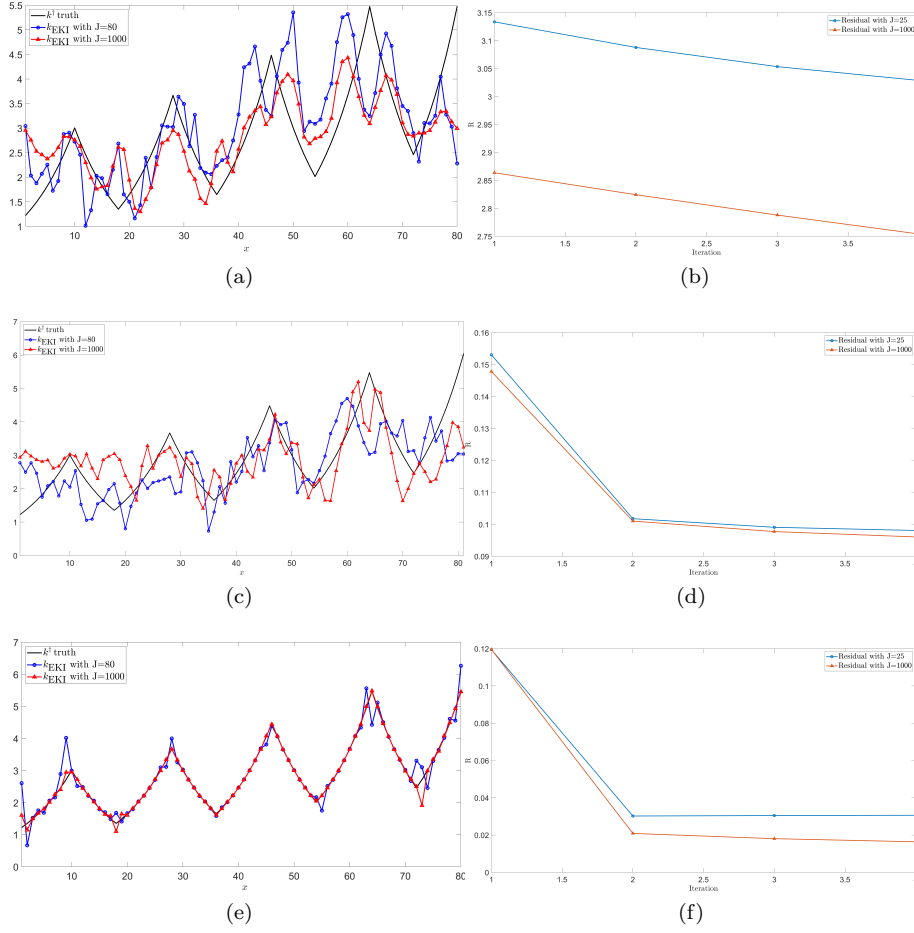 5.5
5
4.5
4
3.5
3
2.5
2
1.5
1
k† truth
k_EKI with J=80
k_EKI with J=1000
10 20 30 40 50 60 70 80
x
(a)
3.15
3.1
3.05
3
2.95
2.9
2.85
2.8
2.75
R
Residual with J=25
Residual with J=1000
1 1.5 2 2.5 3 3.5 4
Iteration
(b)
7
6
5
4
3
2
1
0
k† truth
k_EKI with J=80
k_EKI with J=1000
10 20 30 40 50 60 70 80
x
(c)
0.16
0.15
0.14
0.13
0.12
0.11
0.1
0.09
R
Residual with J=25
Residual with J=1000
1 1.5 2 2.5 3 3.5 4
Iteration
(d)
7
6
5
4
3
2
1
0
k† truth
k_EKI with J=80
k_EKI with J=1000
10 20 30 40 50 60 70 80
x
(e)
0.12
0.1
0.08
0.06
0.04
0.02
0
R
Residual with J=25
Residual with J=1000
1 1.5 2 2.5 3 3.5 4
Iteration
(f)